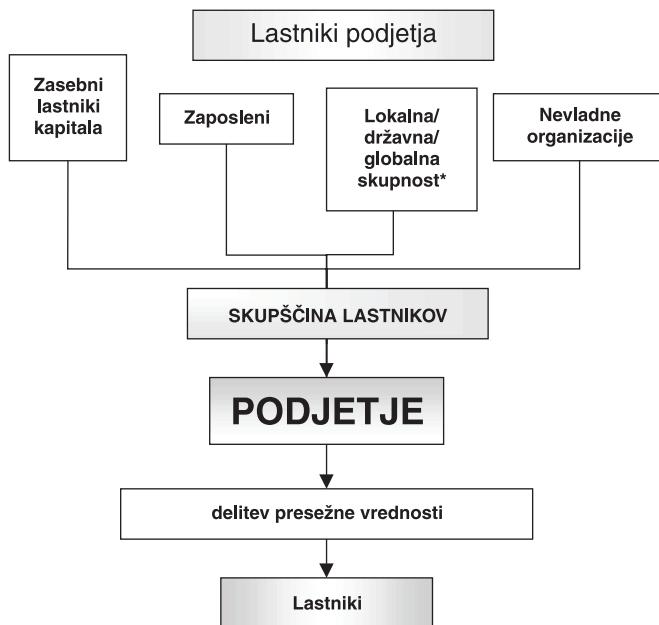 Lastniki podjetja
Zasebni
lastniki
kapitala
Zaposleni
Lokalna/
državna/
globalna
skupnost*
Nevladne
organizacije
SKUPŠČINA LASTNIKOV
PODJETJE
delitev presežne vrednosti
Lastniki